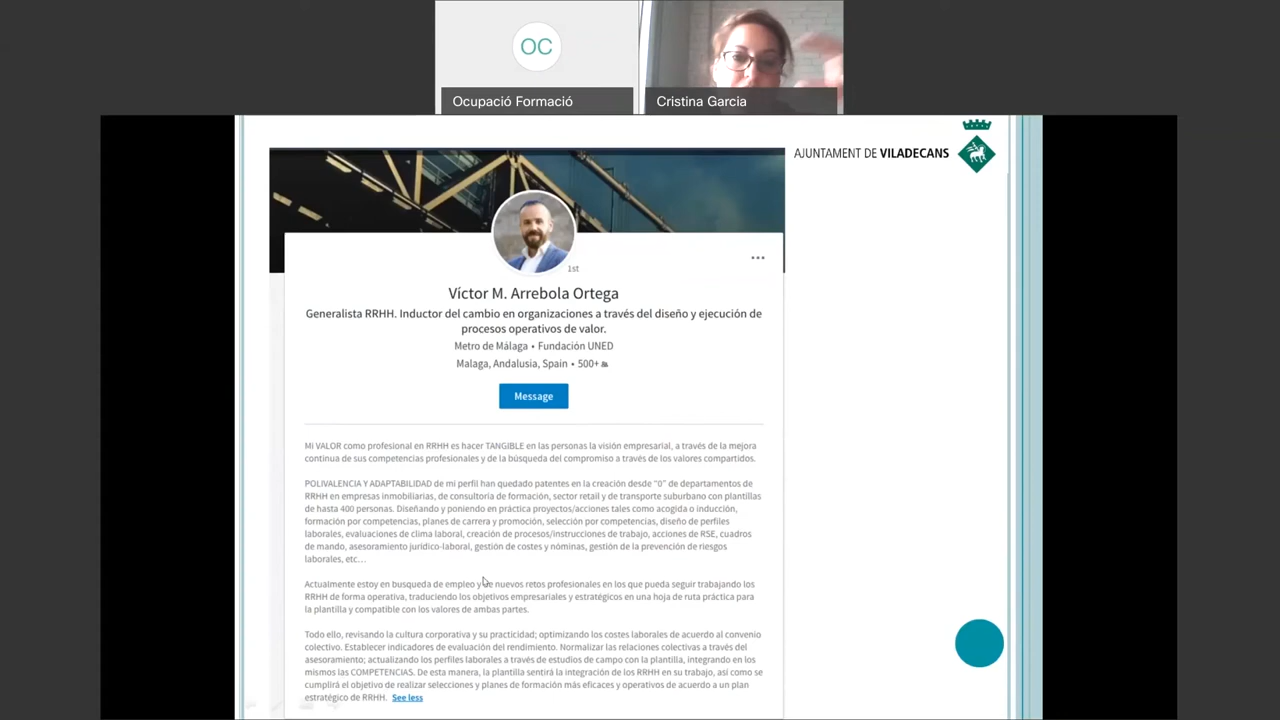 OC
Ocupació Formació
Cristina Garcia
AJUNTAMENT DE VILADECANS
1st
Víctor M. Arrebola Ortega
Generalista RRHH. Inductor del cambio en organizaciones a través del diseño y ejecución de
procesos operativos de valor.
Metro de Málaga • Fundación UNED
Malaga, Andalusia, Spain • 500+
Message
Mi VALOR como profesional en RRHH es hacer TANGIBLE en las personas la visión empresarial, a través de la mejora
continua de sus competencias profesionales y de la búsqueda del compromiso a través de los valores compartidos.
POLIVALENCIA Y ADAPTABILIDAD de mi perfil han quedado patentes en la creación desde "0" de departamentos de
RRHH en empresas inmobiliarias, de consultoría de formación, sector retail y de transporte suburbano con plantillas
de hasta 400 personas. Diseñando y poniendo en práctica proyectos/acciones tales como acogida o inducción,
formación por competencias, planes de carrera y promoción, selección por competencias, diseño de perfiles
laborales, evaluaciones de clima laboral, creación de procesos/instrucciones de trabajo, acciones de RSE, cuadros
de mando, asesoramiento jurídico-laboral, gestión de costes y nóminas, gestión de la prevención de riesgos
laborales, etc...
Actualmente estoy en busqueda de empleo y de nuevos retos profesionales en los que pueda seguir trabajando los
RRHH de forma operativa, traduciendo los objetivos empresariales y estratégicos en una hoja de ruta práctica para
la plantilla y compatible con los valores de ambas partes.
Todo ello, revisando la cultura corporativa y su practicidad; optimizando los costes laborales de acuerdo al convenio
colectivo. Establecer indicadores de evaluación del rendimiento. Normalizar las relaciones colectivas a través del
asesoramiento; actualizando los perfiles laborales a través de estudios de campo con la plantilla, integrando en los
mismos las COMPETENCIAS. De esta manera, la plantilla sentirá la integración de los RRHH en su trabajo, así como se
cumplirá el objetivo de realizar selecciones y planes de formación más eficaces y operativos de acuerdo a un plan
estratégico de RRHH. See less